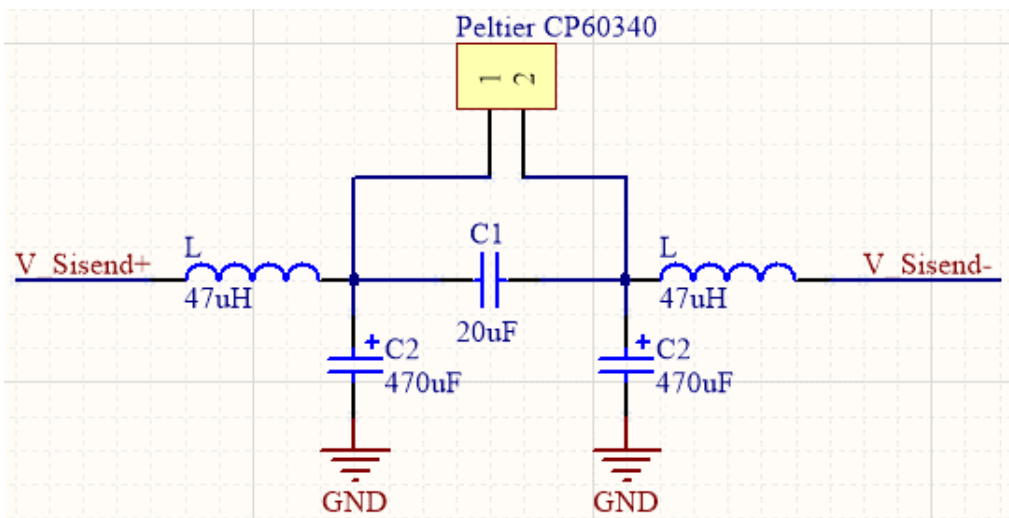 Peltier CP60340
1 2
V_Sisend+
L
47uH
C1
20uF
L
47uH
V_Sisend-
+
C2
470uF
+
C2
470uF
GND
GND